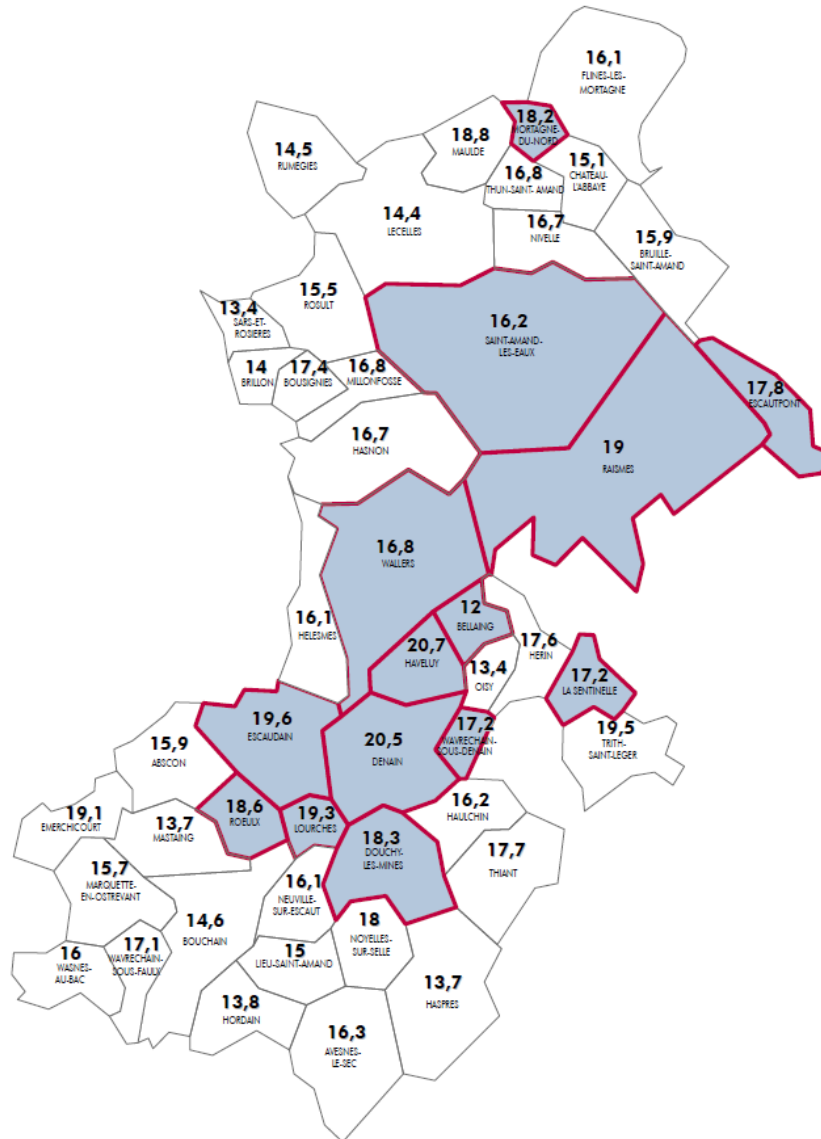 16,1
FLINES-LES-
MORTAGNE
18,2
MORTAGNE-
DU-NORD
18,8
MAULDE
14,5
RUMEGIES
15,1
CHATEAU-
L'ABBAYE
16,8
THUN-SAINT- AMAND
14,4
LECELLES
16,7
NIVELLE
15,9
BRUILLE-
SAINT-AMAND
15,5
ROSULT
13,4
SARS-ET-
ROSIERES
16,2
SAINT-AMAND-
LES-EAUX
14
BRILLON
17,4
BOUSIGNIES
16,8
MILLONFOSSE
17,8
ESCAUTPONT
16,7
HASNON
19
RAISMES
16,8
WALLERS
16,1
HELESMES
12
BELLAING
17,6
HERIN
20,7
HAVELUY
13,4
OISY
17,2
LA SENTINELLE
19,6
ESCAUDAIN
20,5
DENAIN
17,2
WAVRECHAIN-
SOUS-DENAIN
19,5
TRITH-
SAINT-LEGER
15,9
ABSCON
19,1
EMERCHICOURT
13,7
MASTAING
18,6
ROEULX
19,3
LOURCHES
16,2
HAULCHIN
18,3
DOUCHY-
LES-MINES
17,7
THIANT
15,7
MARQUETTE-
EN-OSTREVANT
16,1
NEUVILLE-
SUR-ESCAUT
14,6
BOUCHAIN
18
NOYELLES-
SUR-SELLE
16
WASNES-
AU-BAC
17,1
WAVRECHAIN-
SOUS-FAULX
15
LIEU-SAINT-AMAND
13,7
HASPRES
13,8
HORDAIN
16,3
AVESNES-
LE-SEC